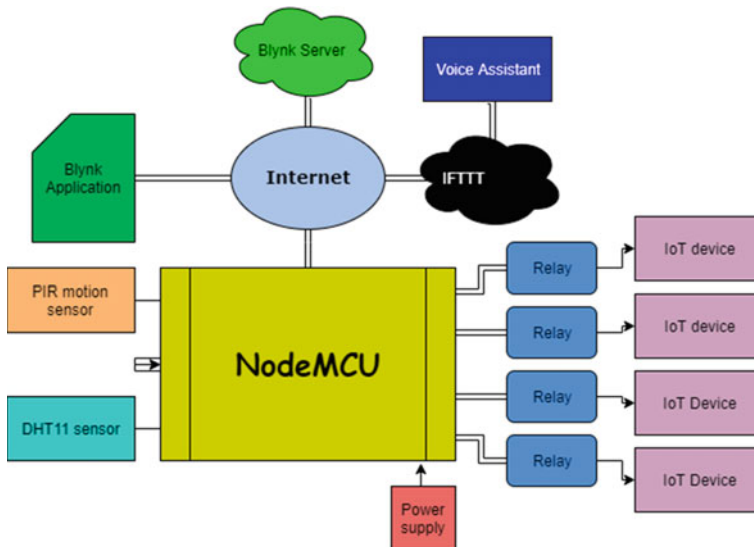 Blynk Server
Voice Assistant
Blynk
Application
Internet
IFTTT
PIR motion
sensor
Relay
IoT device
Relay
IoT device
NodeMCU
Relay
IoT Device
DHT11 sensor
Relay
IoT Device
Power
supply